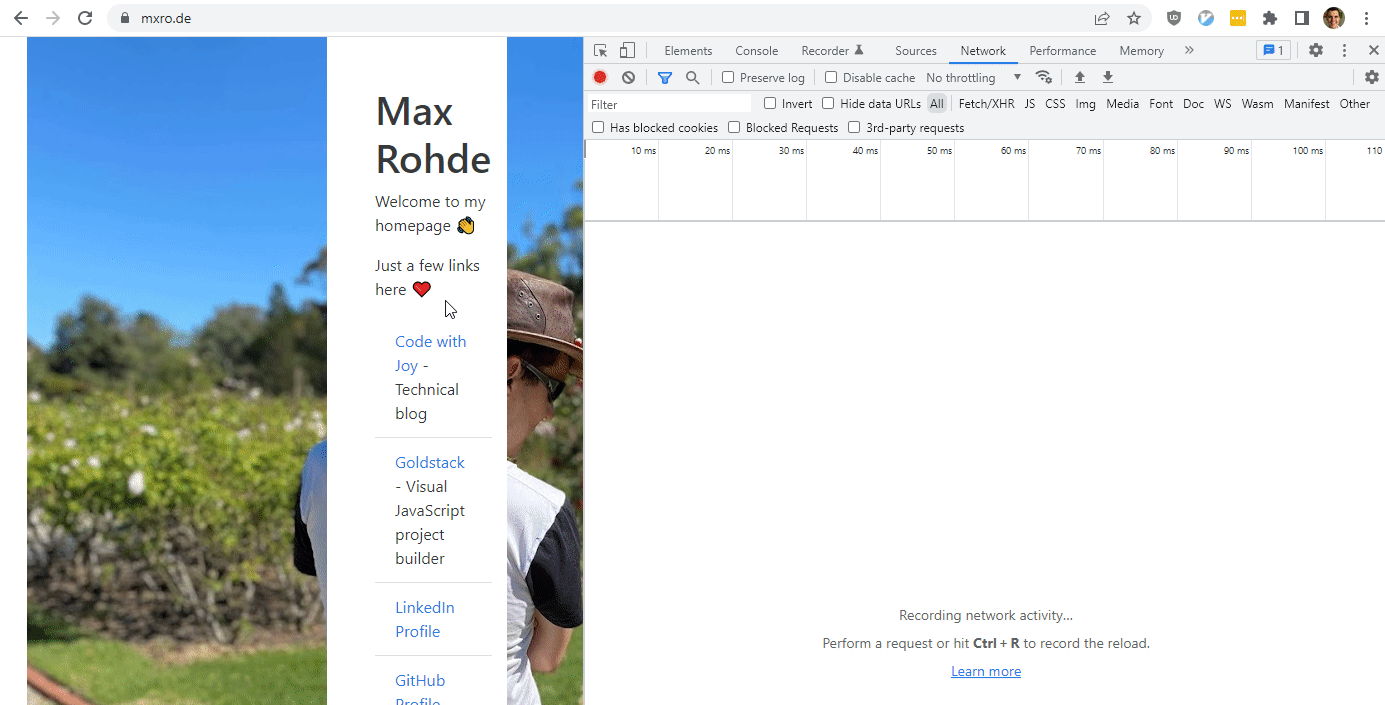 mxro.de
Max
Rohde
Welcome to my
homepage 👏
Just a few links
here ❤️
Code with
Joy -
Technical
blog
Goldstack
- Visual
JavaScript
project
builder
LinkedIn
Profile
GitHub
Profile
Elements Console Recorder Sources Network Performance Memory » 1
Preserve log Disable cache No throttling
Filter Invert Hide data URLs All Fetch/XHR JS CSS Img Media Font Doc WS Wasm Manifest Other
Has blocked cookies Blocked Requests 3rd-party requests
10 ms 20 ms 30 ms 40 ms 50 ms 60 ms 70 ms 80 ms 90 ms 100 ms 110
Recording network activity…
Perform a request or hit Ctrl + R to record the reload.
Learn more